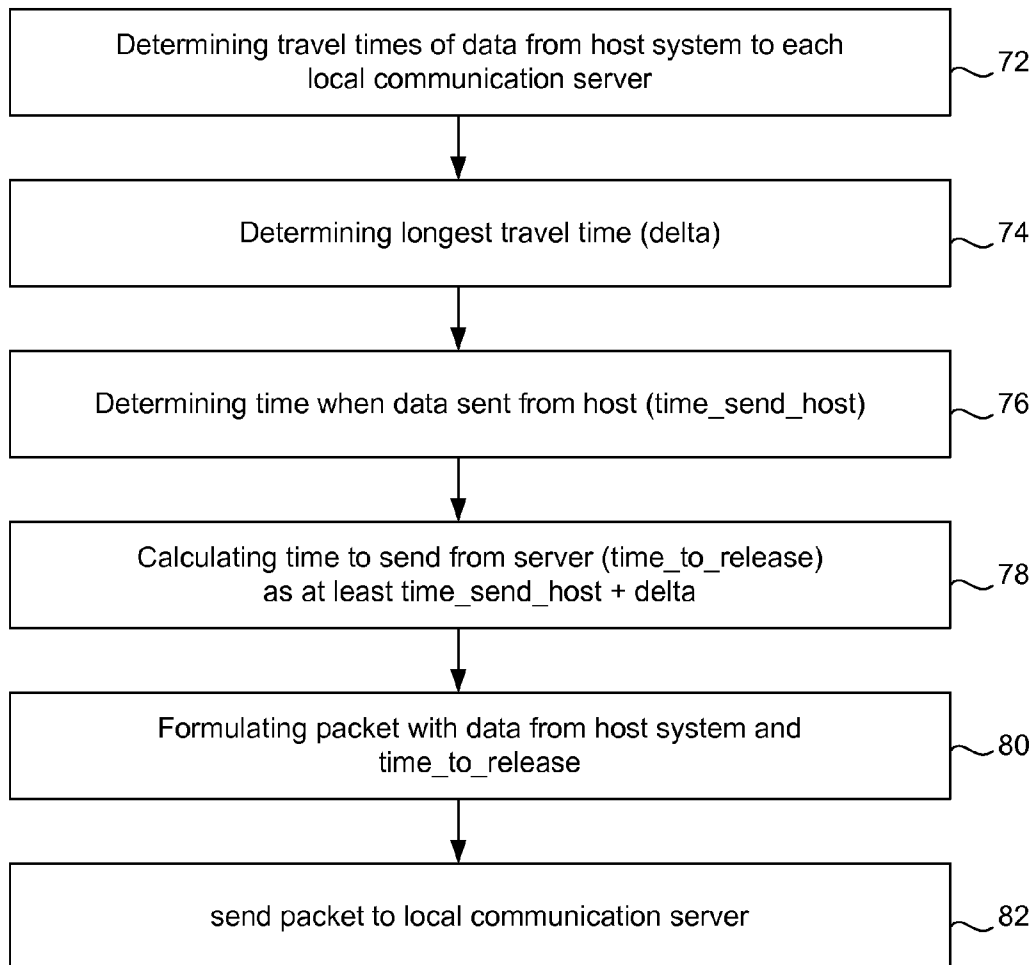 Determining travel times of data from host system to each
local communication server
72
Determining longest travel time (delta)
74
Determining time when data sent from host (time_send_host)
76
Calculating time to send from server (time_to_release)
as at least time_send_host + delta
78
Formulating packet with data from host system and
time_to_release
80
send packet to local communication server
82